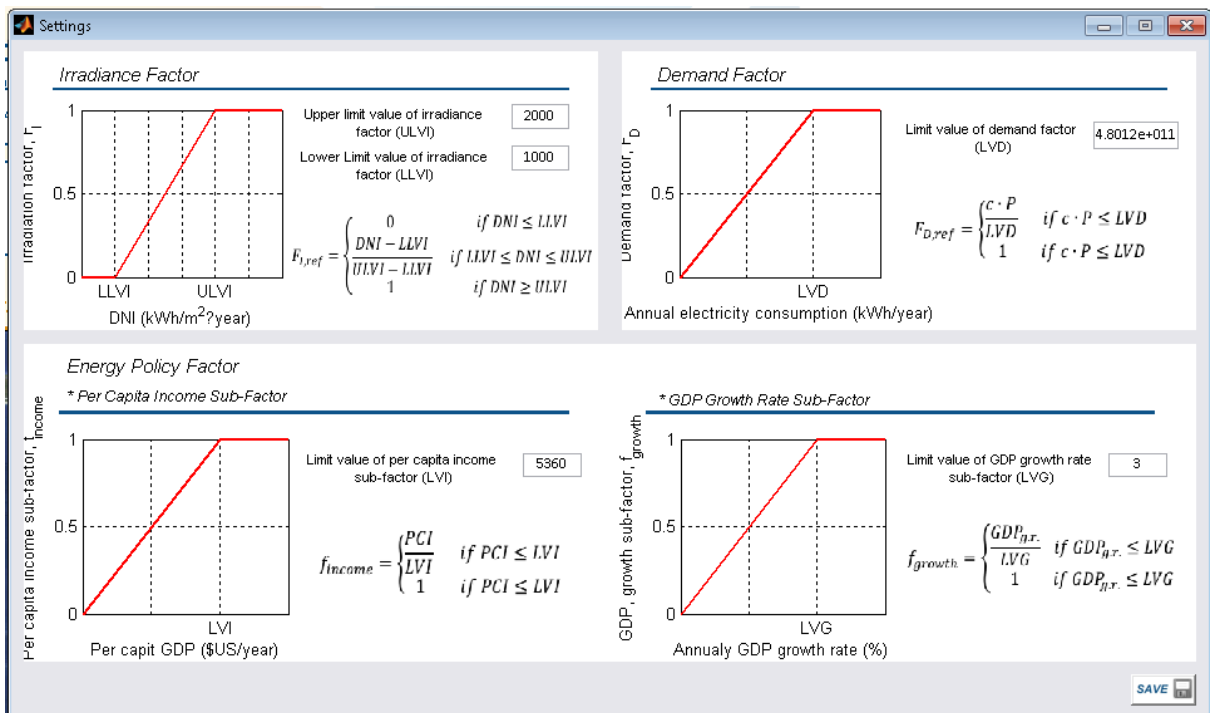 Settings
Irradiance Factor
Irradiation factor, F_I
1
0.5
0
LLVI ULVI
DNI (kWh/m²?year)
Upper limit value of irradiance
factor (ULVI)
2000
Lower Limit value of irradiance
factor (LLVI)
1000
F_{I,ref} = { 0 if DNI ≤ LLVI
DNI − LLVI / ULVI − LLVI if LLVI ≤ DNI ≤ ULVI
1 if DNI ≥ ULVI
Demand Factor
Demand factor, F_D
1
0.5
0
LVD
Annual electricity consumption (kWh/year)
Limit value of demand factor
(LVD)
4.8012e+011
F_{D,ref} = { c · P / LVD if c · P ≤ LVD
1 if c · P ≤ LVD
Energy Policy Factor
* Per Capita Income Sub-Factor
Per capita income sub-factor, f_income
1
0.5
0
LVI
Per capit GDP ($US/year)
Limit value of per capita income
sub-factor (LVI)
5360
f_{income} = { PCI / LVI if PCI ≤ LVI
1 if PCI ≤ LVI
* GDP Growth Rate Sub-Factor
GDP, growth sub-factor, f_growth
1
0.5
0
LVG
Annualy GDP growth rate (%)
Limit value of GDP growth rate
sub-factor (LVG)
3
f_{growth} = { GDP_{g.r.} / LVG if GDP_{g.r.} ≤ LVG
1 if GDP_{g.r.} ≤ LVG
SAVE